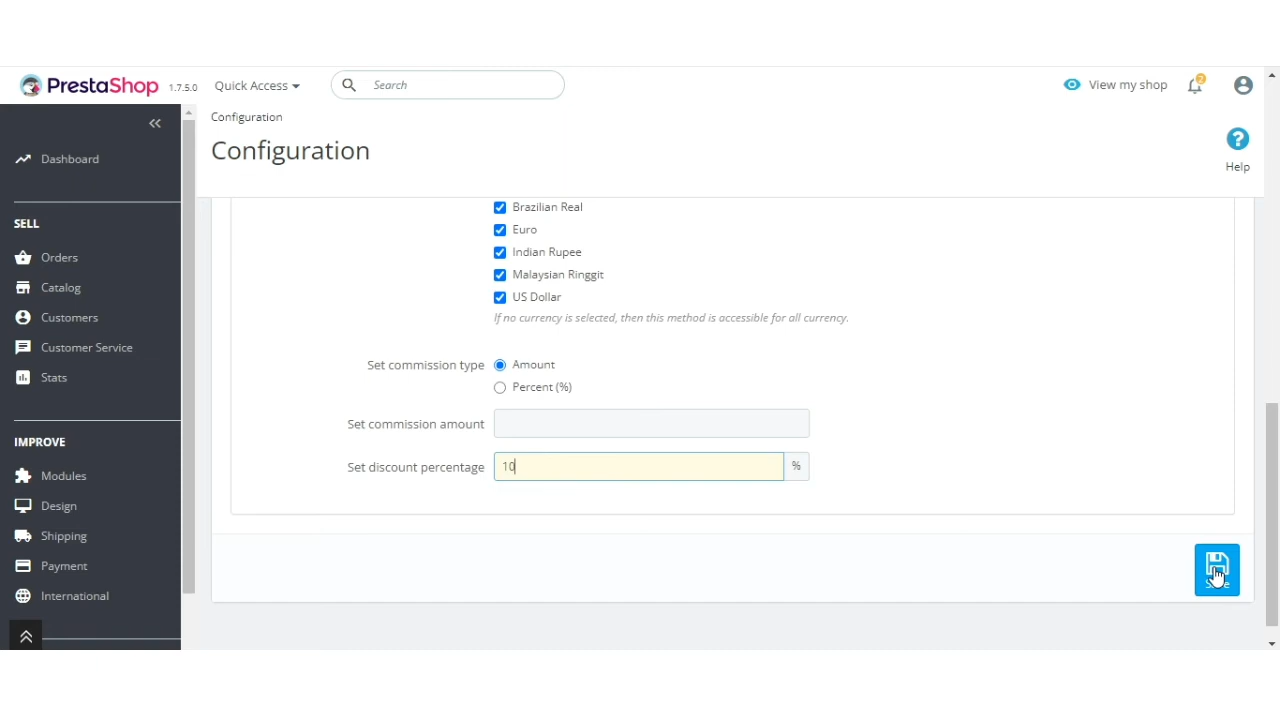 PrestaShop 1.7.5.0 Quick Access Search View my shop 2
Configuration
Configuration
Help
Dashboard
SELL
Orders
Catalog
Customers
Customer Service
Stats
IMPROVE
Modules
Design
Shipping
Payment
International
Brazilian Real
Euro
Indian Rupee
Malaysian Ringgit
US Dollar
If no currency is selected, then this method is accessible for all currency.
Set commission type Amount
Percent (%)
Set commission amount
Set discount percentage 10 %